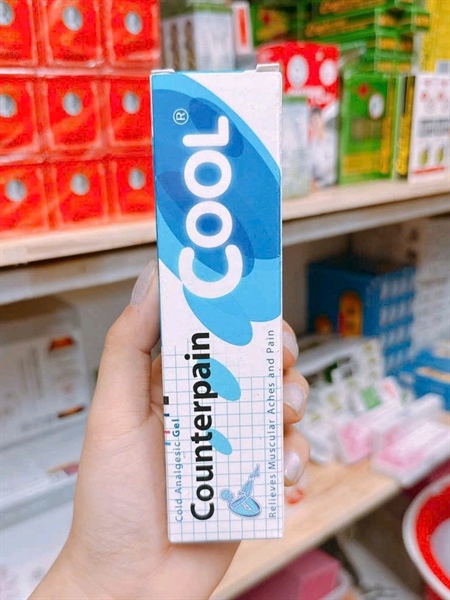 Cold Analgesic Gel
Counterpain
COOL®
Relieves Muscular Aches and Pain